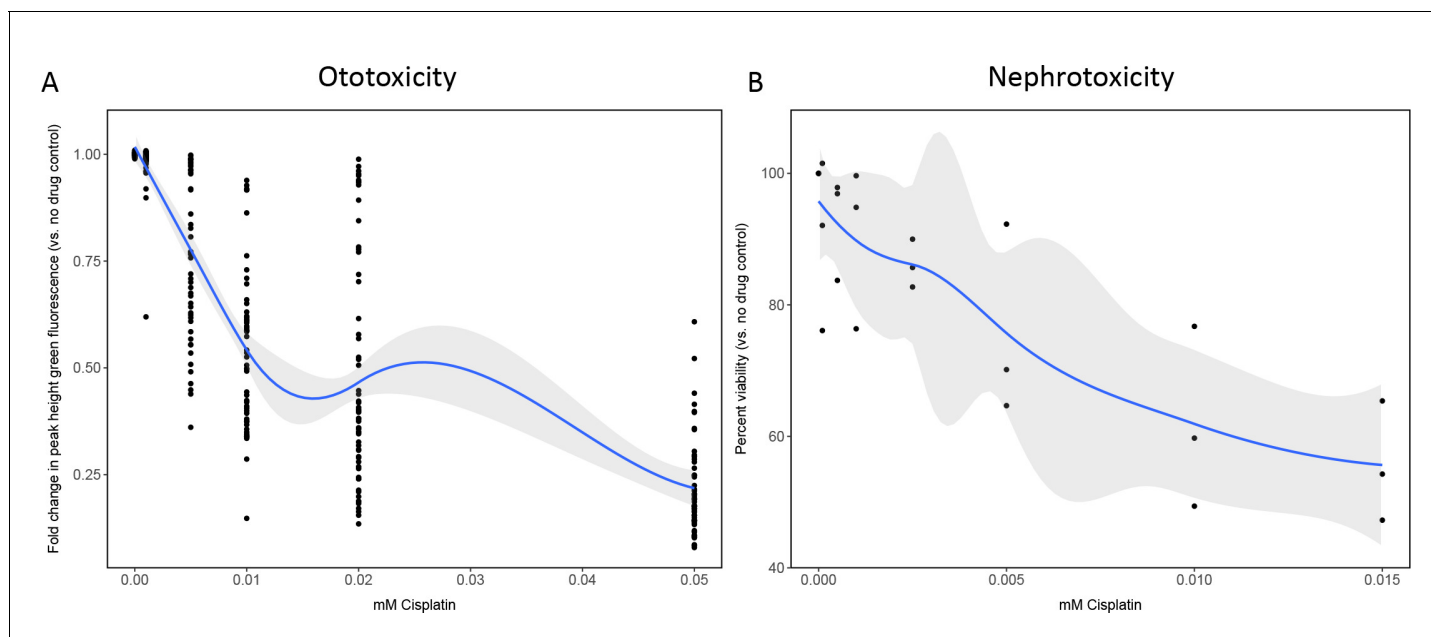 A
Ototoxicity
Fold change in peak height green fluorescence (vs. no drug control)
1.00
0.75
0.50
0.25
0.00
0.01
0.02
0.03
0.04
0.05
mM Cisplatin
B
Nephrotoxicity
Percent viability (vs. no drug control)
100
80
60
40
0.000
0.005
0.010
0.015
mM Cisplatin